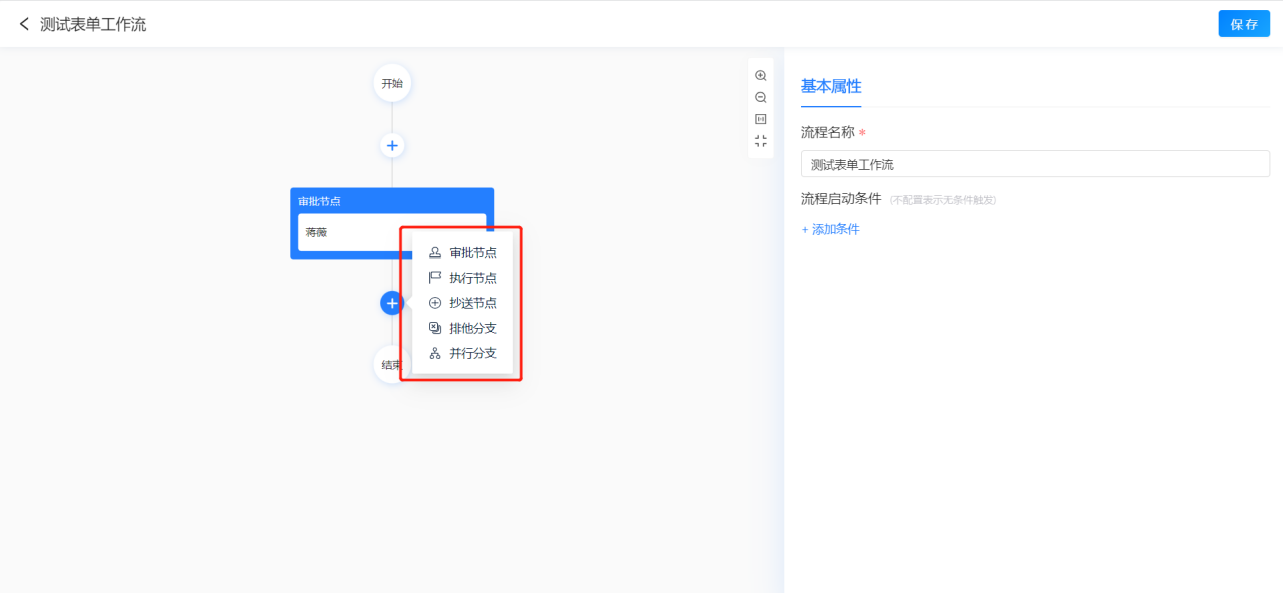 测试表单工作流
保存
开始
审批节点
蒋薇
审批节点
执行节点
抄送节点
排他分支
并行分支
结束
基本属性
流程名称 *
测试表单工作流
流程启动条件 (不配置表示无条件触发)
+ 添加条件